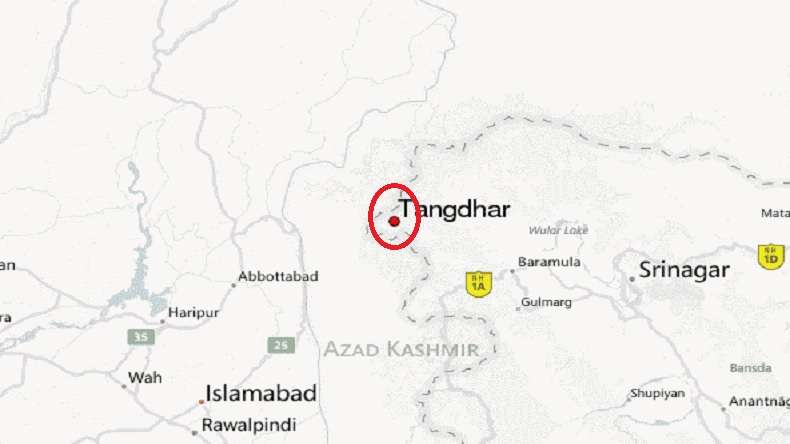 Tangdhar
Wular Lake
Mata
NH
1D
an
Baramula
Srinagar
Abbottabad
NH
1A
Gulmarg
ra
Haripur
35
25
AZAD KASHMIR
Bansda
Wah
Islamabad
Shupiyan
Anantnag
Rawalpindi